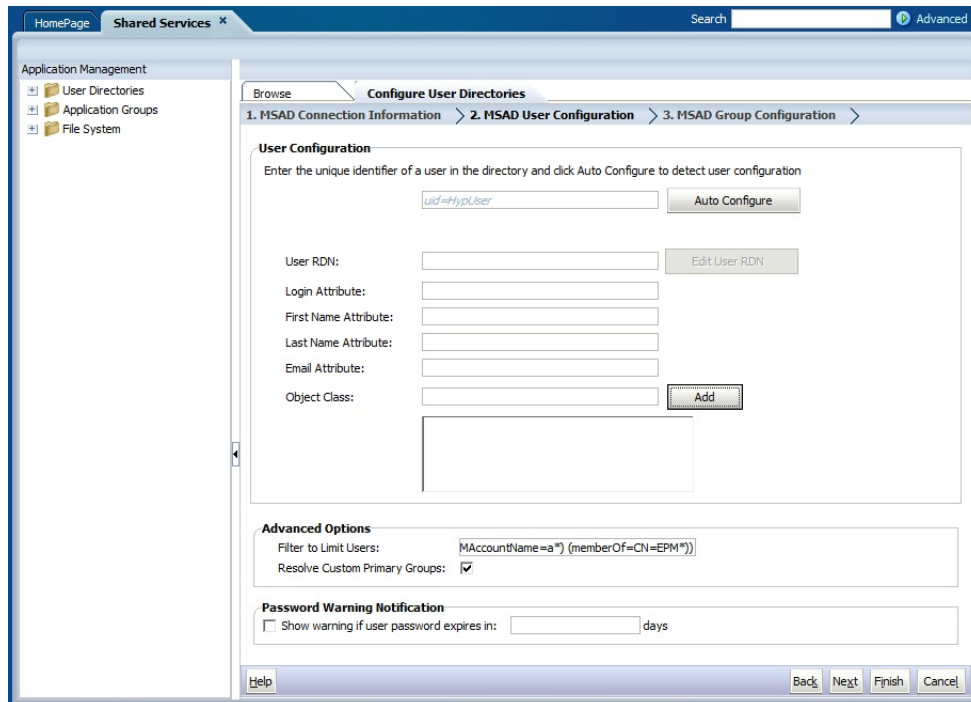 HomePage
Shared Services ×
Search
Advanced
Application Management
User Directories
Application Groups
File System
Browse
Configure User Directories
1. MSAD Connection Information > 2. MSAD User Configuration > 3. MSAD Group Configuration >
User Configuration
Enter the unique identifier of a user in the directory and click Auto Configure to detect user configuration
uid=HypUser
Auto Configure
User RDN:
Edit User RDN
Login Attribute:
First Name Attribute:
Last Name Attribute:
Email Attribute:
Object Class:
Add
Advanced Options
Filter to Limit Users: MAccountName=a*) (memberOf=CN=EPM*))
Resolve Custom Primary Groups:
Password Warning Notification
Show warning if user password expires in: days
Help
Back
Next
Finish
Cancel